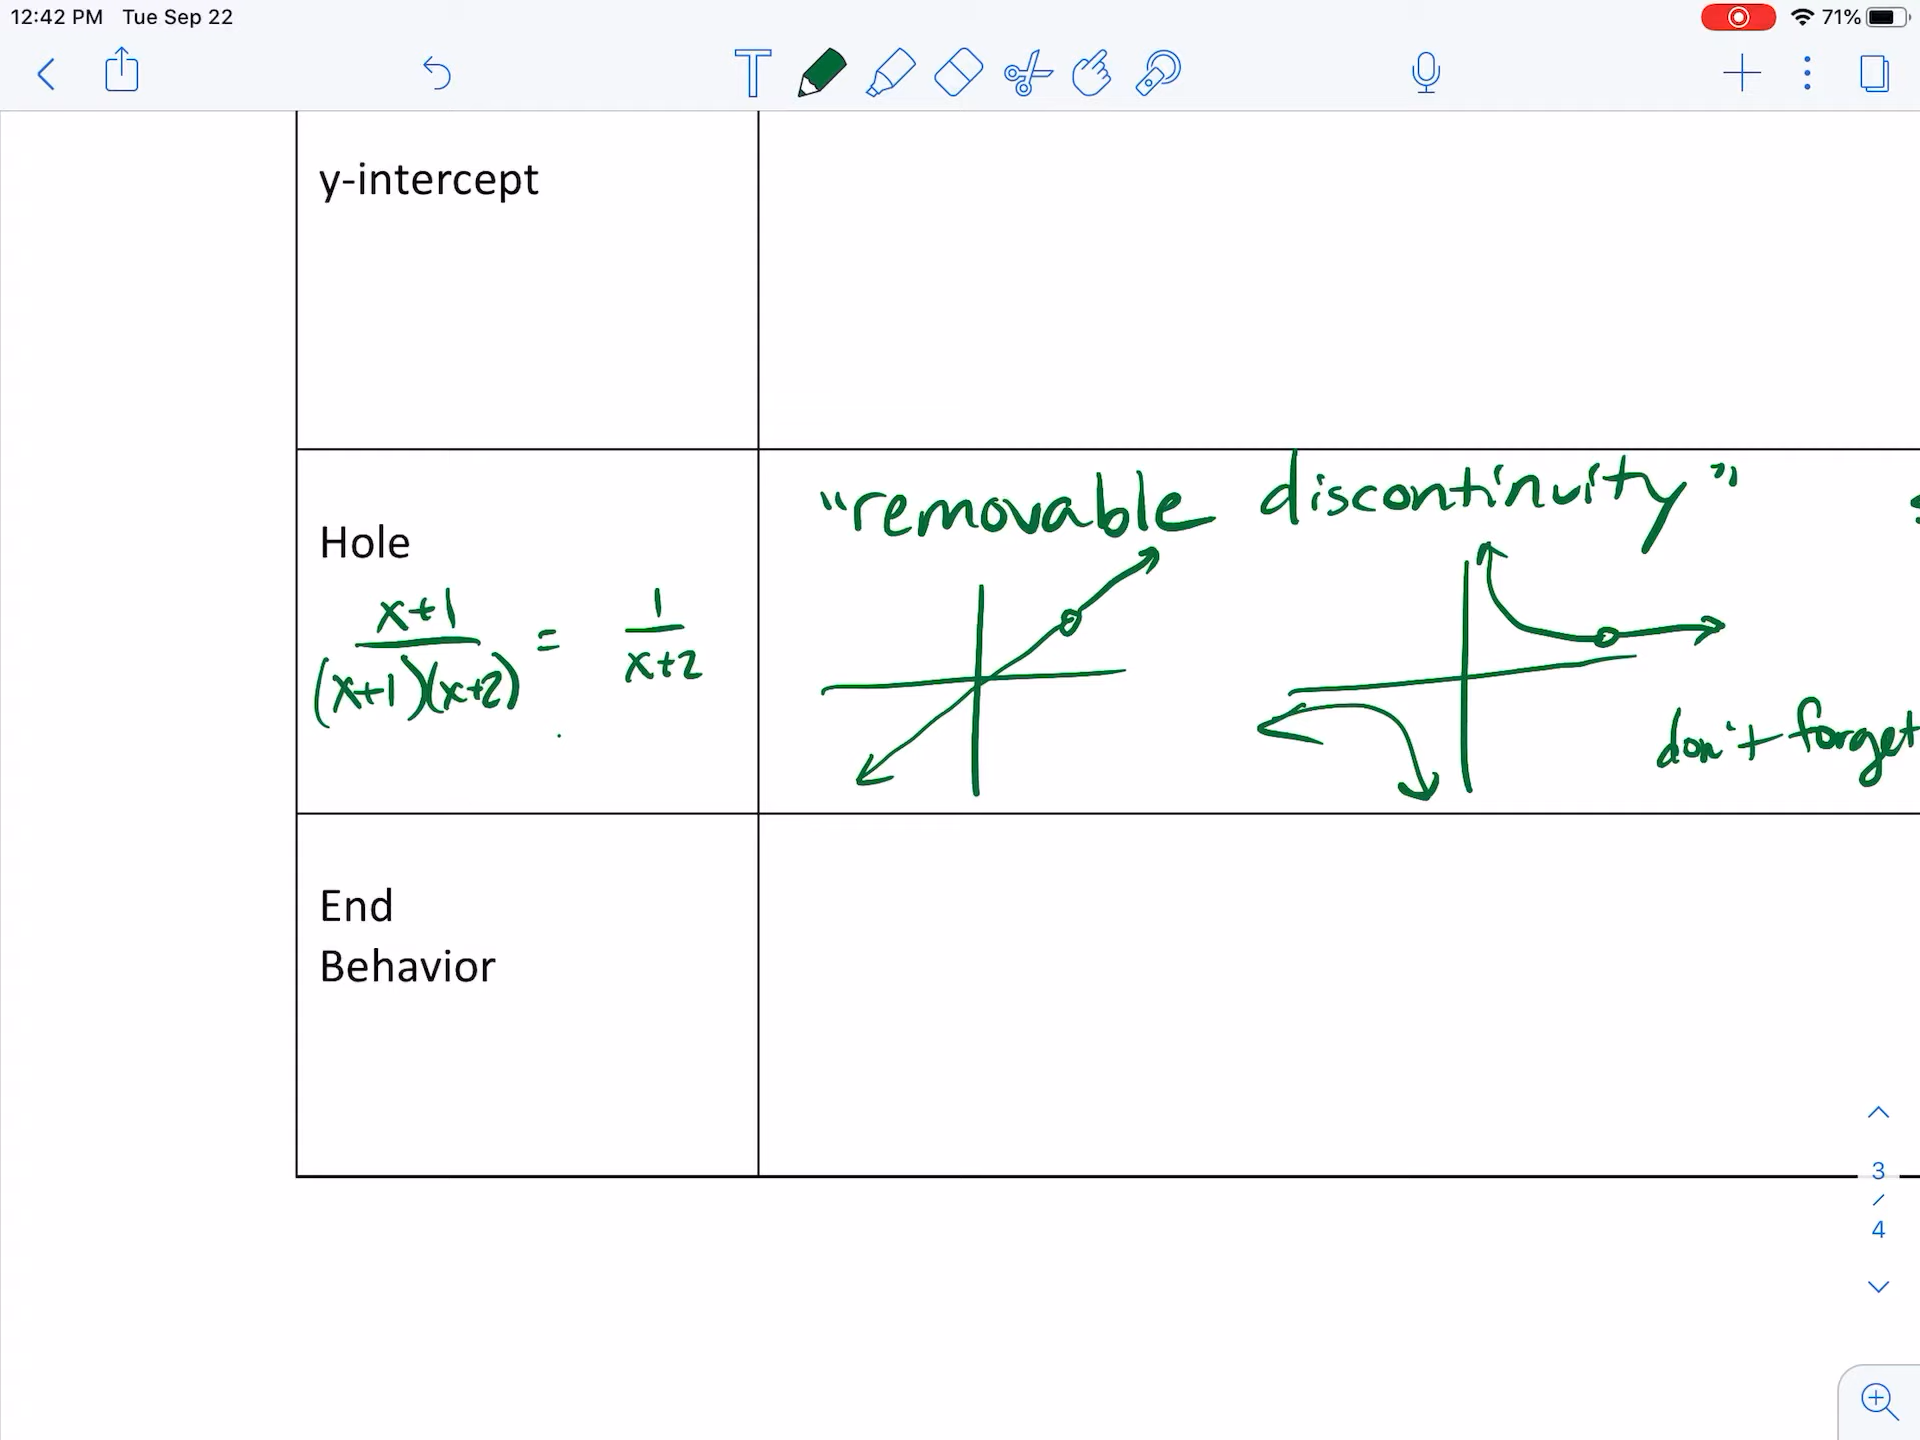 12:42 PM Tue Sep 22
71%
T
y-intercept
Hole
"removable discontinuity"
x+1 / (x+1)(x+2) = 1 / x+2
don't forget
End
Behavior
3
/
4